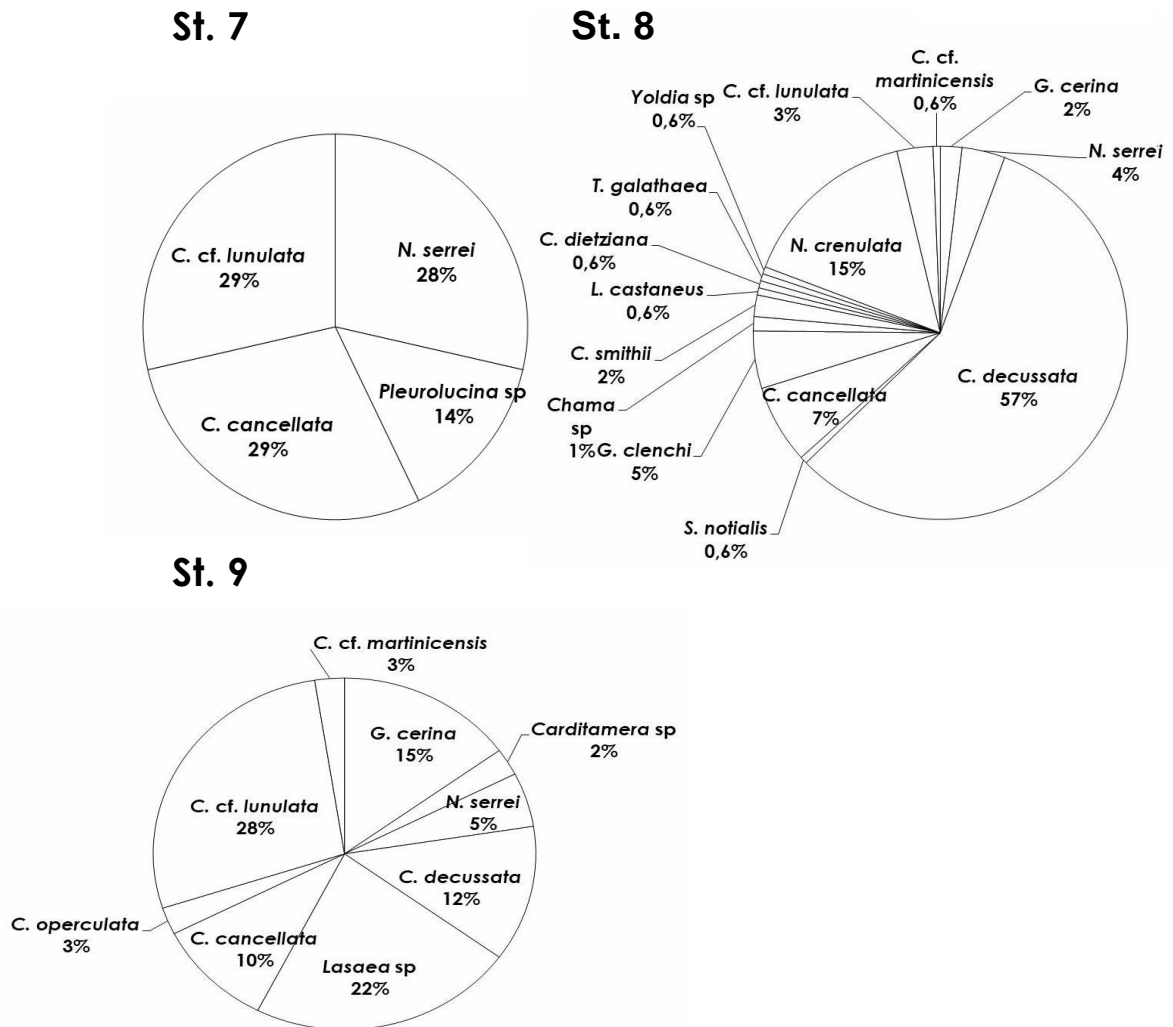 St. 7
N. serrei
28%
Pleurolucina sp
14%
C. cancellata
29%
C. cf. lunulata
29%
St. 8
C. cf.
martinicensis
0,6%
G. cerina
2%
N. serrei
4%
C. decussata
57%
S. notialis
0,6%
C. cancellata
7%
G. clenchi
5%
Chama
sp
1%
C. smithii
2%
L. castaneus
0,6%
C. dietziana
0,6%
T. galathaea
0,6%
Yoldia sp
0,6%
N. crenulata
15%
C. cf. lunulata
3%
St. 9
C. cf. martinicensis
3%
G. cerina
15%
Carditamera sp
2%
N. serrei
5%
C. decussata
12%
Lasaea sp
22%
C. cancellata
10%
C. operculata
3%
C. cf. lunulata
28%